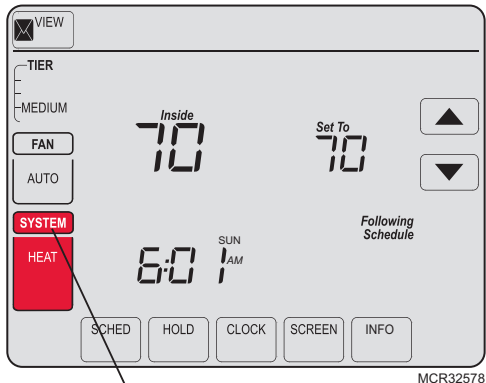 VIEW
TIER
MEDIUM
FAN
AUTO
SYSTEM
HEAT
Inside
70
Set To
70
Following
Schedule
6:01 SUN AM
SCHED HOLD CLOCK SCREEN INFO
MCR32578